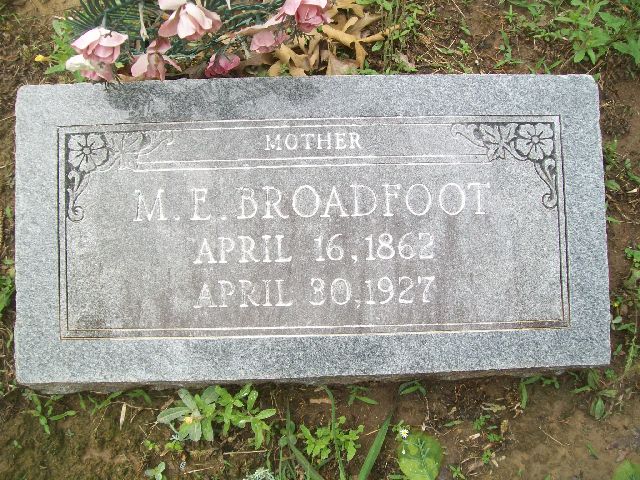 MOTHER
M. E. BROADFOOT
APRIL 16, 1862
APRIL 30, 1927